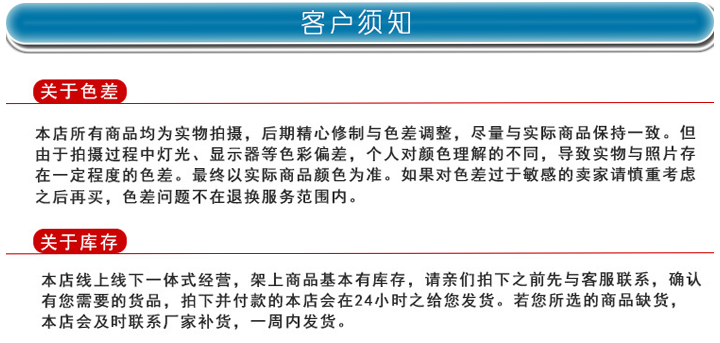 客户须知
关于色差
本店所有商品均为实物拍摄，后期精心修制与色差调整，尽量与实际商品保持一致。但
由于拍摄过程中灯光、显示器等色彩偏差，个人对颜色理解的不同，导致实物与照片存
在一定程度的色差。最终以实际商品颜色为准。如果对色差过于敏感的卖家请慎重考虑
之后再买，色差问题不在退换服务范围内。
关于库存
本店线上线下一体式经营，架上商品基本有库存，请亲们拍下之前先与客服联系，确认
有您需要的货品，拍下并付款的本店会在24小时之给您发货。若您所选的商品缺货，
本店会及时联系厂家补货，一周内发货。